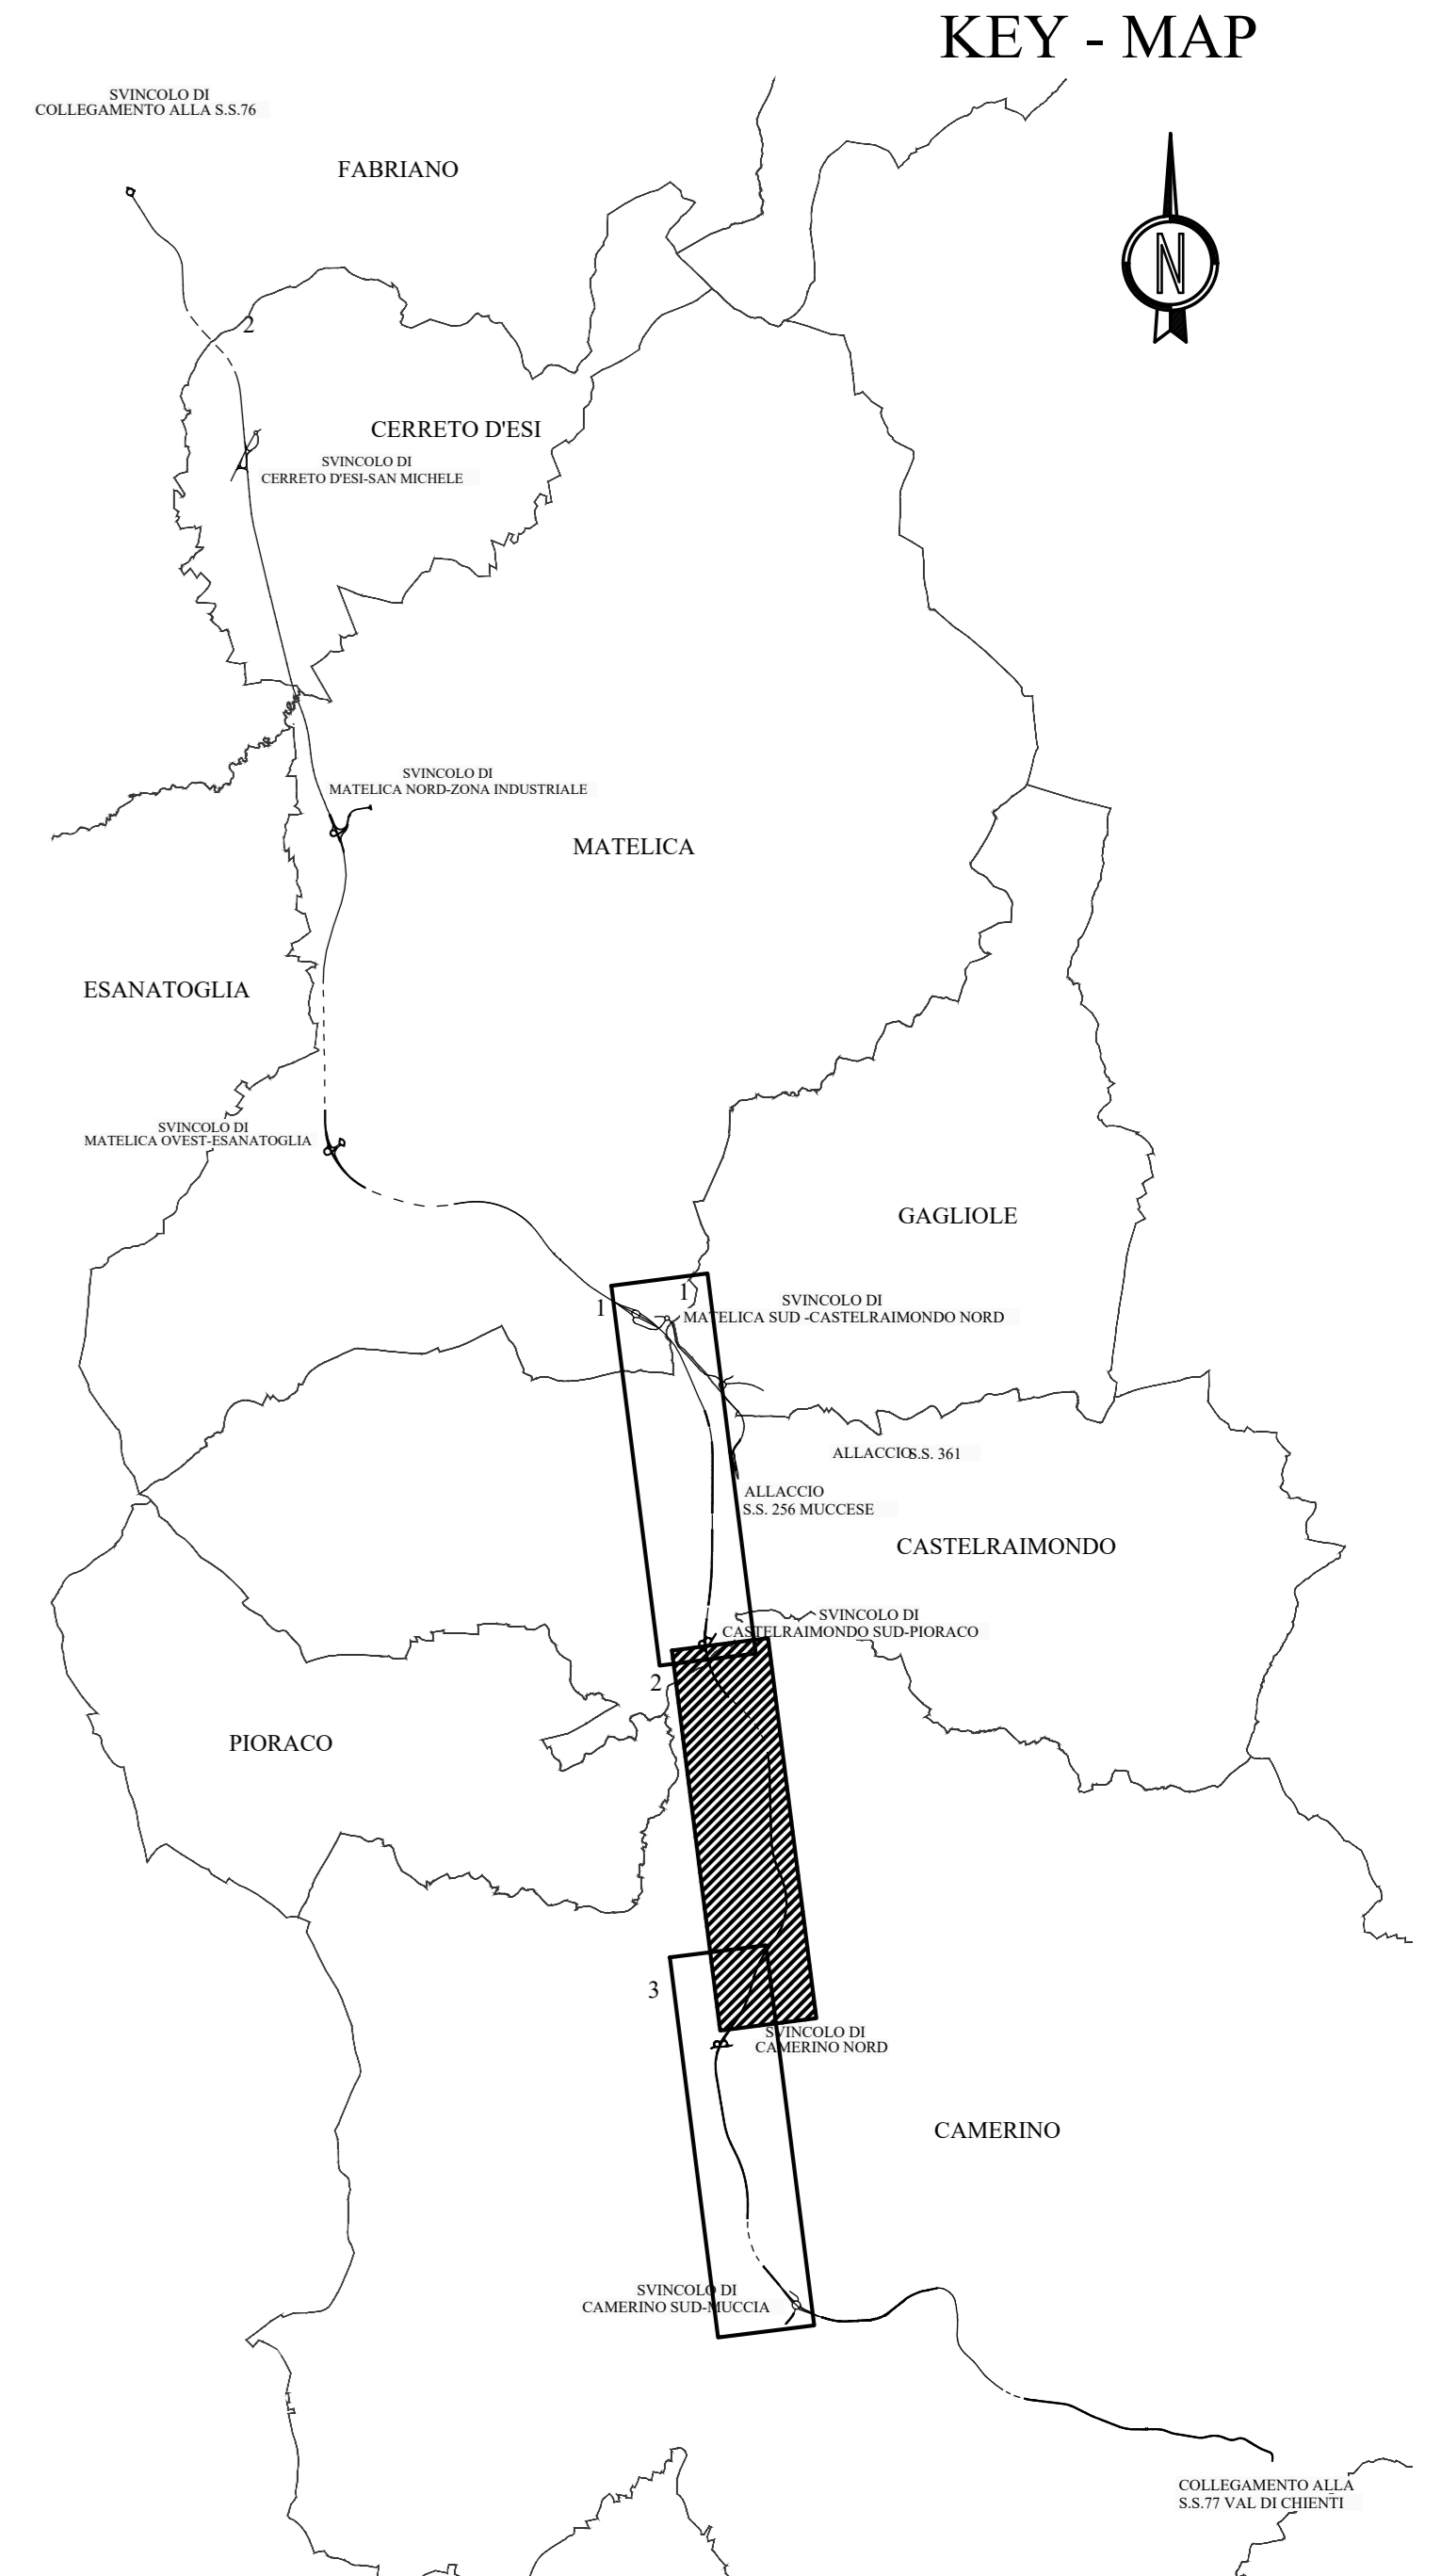 KEY - MAP
SVINCOLO DI
COLLEGAMENTO ALLA S.S.76
FABRIANO
N
2
CERRETO D'ESI
SVINCOLO DI
CERRETO D'ESI-SAN MICHELE
SVINCOLO DI
MATELICA NORD-ZONA INDUSTRIALE
MATELICA
ESANATOGLIA
SVINCOLO DI
MATELICA OVEST-ESANATOGLIA
GAGLIOLE
1
1
SVINCOLO DI
MATELICA SUD -CASTELRAIMONDO NORD
ALLACCIO S.S. 361
ALLACCIO
S.S. 256 MUCCESE
CASTELRAIMONDO
SVINCOLO DI
CASTELRAIMONDO SUD-PIORACO
2
PIORACO
3
SVINCOLO DI
CAMERINO NORD
CAMERINO
SVINCOLO DI
CAMERINO SUD-MUCCIA
COLLEGAMENTO ALLA
S.S.77 VAL DI CHIENTI